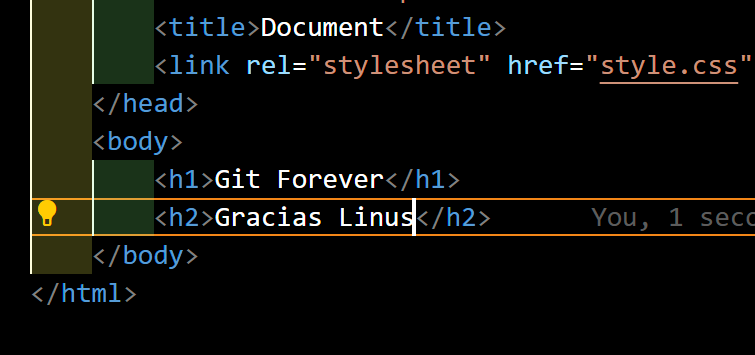 <title>Document</title>
<link rel="stylesheet" href="style.css"
</head>
<body>
<h1>Git Forever</h1>
<h2>Gracias Linus</h2> You, 1
</body>
</html>